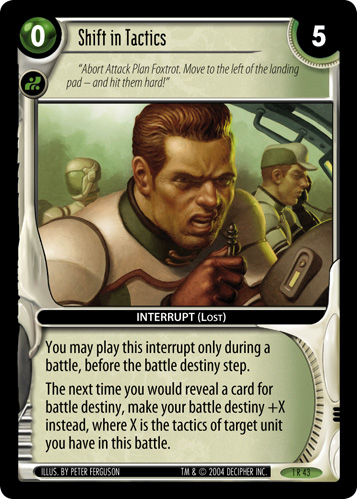 0 Shift in Tactics 5
"Abort Attack Plan Foxtrot. Move to the left of the landing
pad – and hit them hard!"
INTERRUPT (LOST)
You may play this interrupt only during a
battle, before the battle destiny step.
The next time you would reveal a card for
battle destiny, make your battle destiny +X
instead, where X is the tactics of target unit
you have in this battle.
ILLUS. BY PETER FERGUSON TM & © 2004 DECIPHER INC. 1 R 43